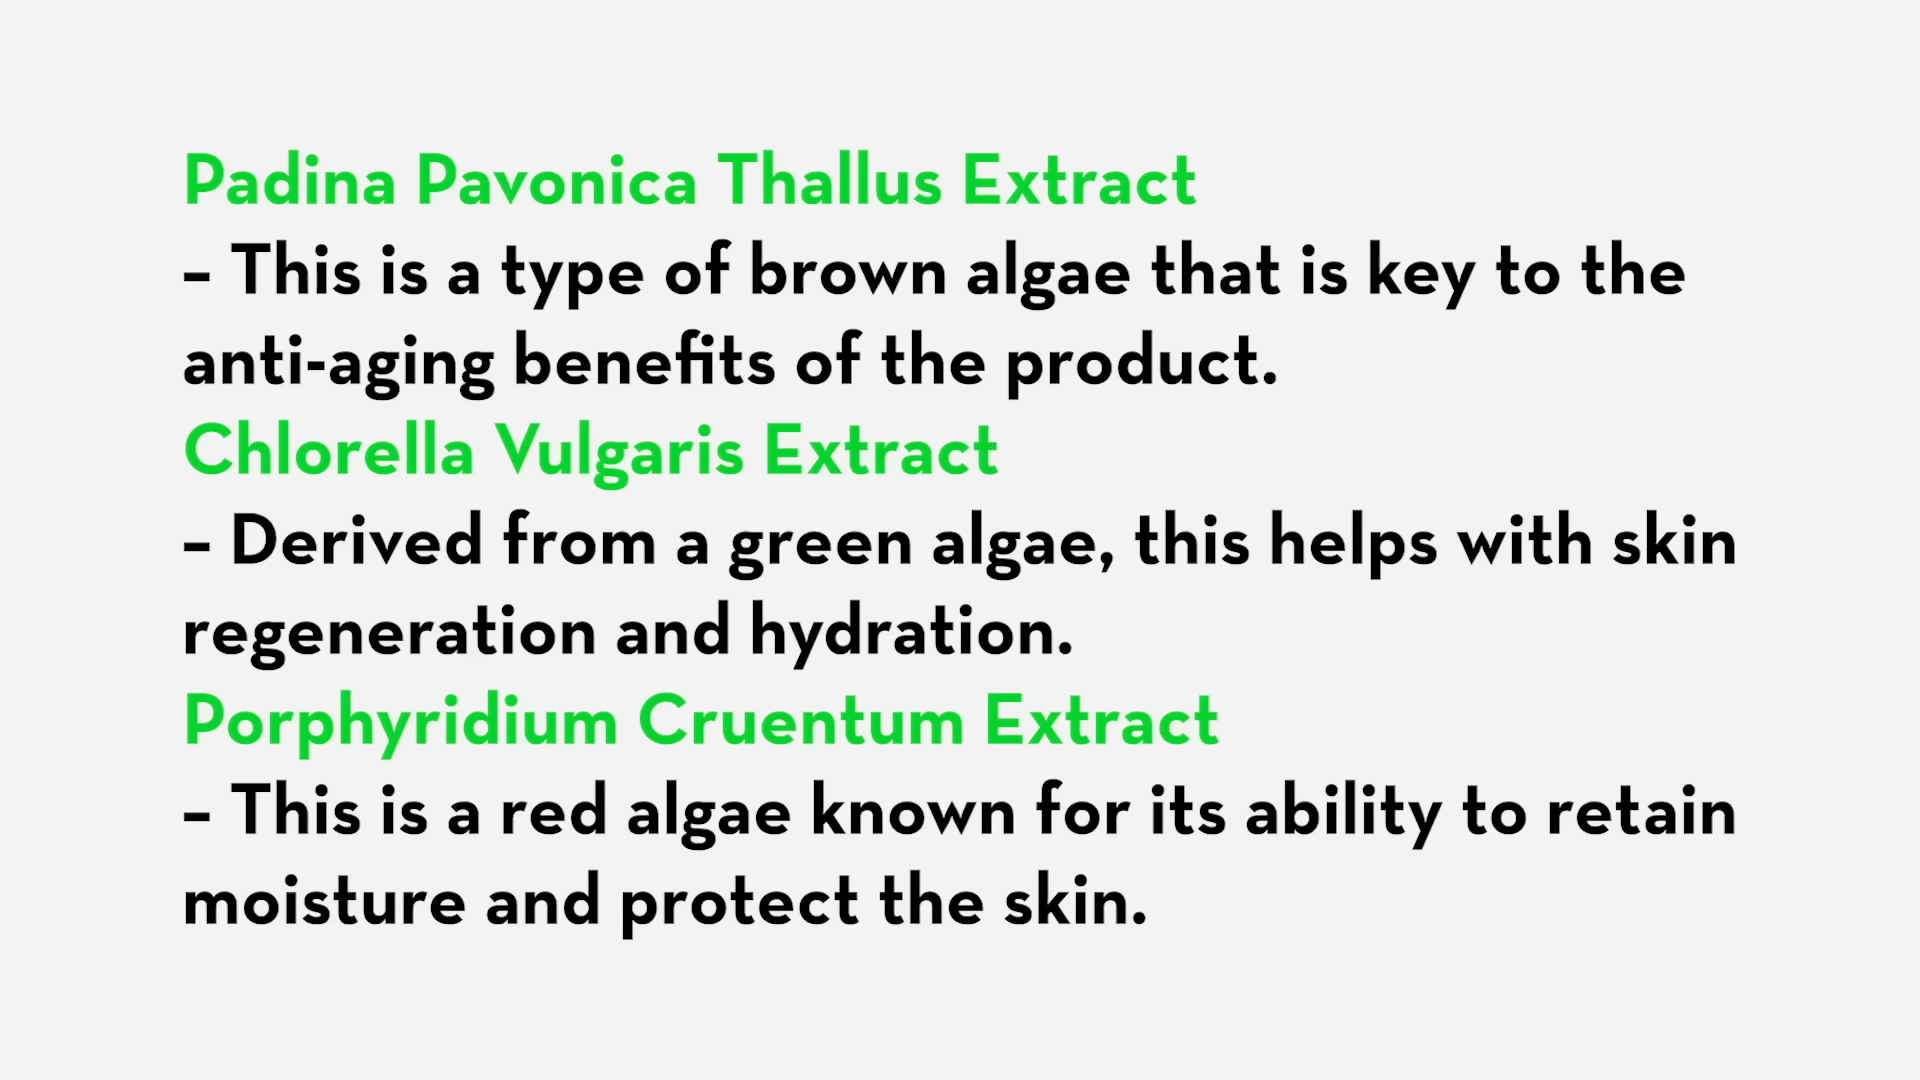 Padina Pavonica Thallus Extract
– This is a type of brown algae that is key to the
anti-aging benefits of the product.
Chlorella Vulgaris Extract
– Derived from a green algae, this helps with skin
regeneration and hydration.
Porphyridium Cruentum Extract
– This is a red algae known for its ability to retain
moisture and protect the skin.